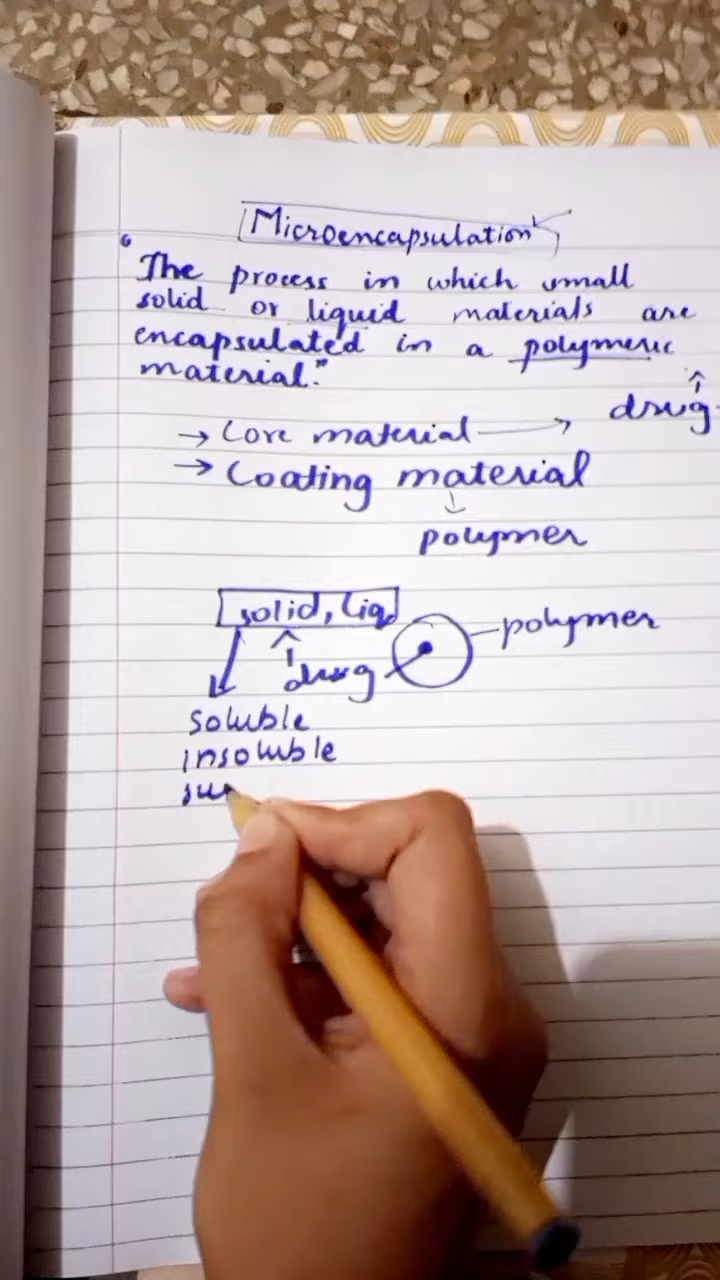 Microencapsulation
"The process in which small
solid or liquid materials are
encapsulated in a polymeric
material."
drug
→ Core material →
→ Coating material
polymer
solid, liq
polymer
drug
soluble
insoluble